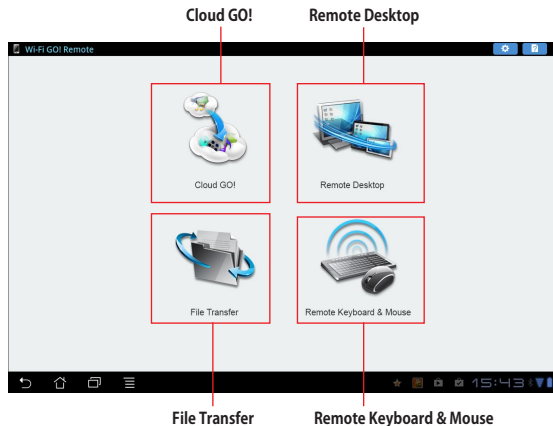 Cloud GO! Remote Desktop
Wi-Fi GO! Remote
Cloud GO! Remote Desktop
File Transfer Remote Keyboard & Mouse
15:43
File Transfer Remote Keyboard & Mouse